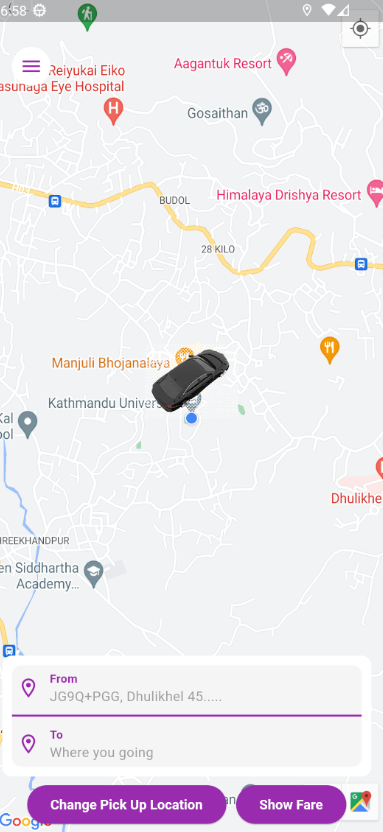 6:58
Reiyukai Eiko
asunaga Eye Hospital
Aagantuk Resort
Gosaithan
Himalaya Drishya Resort
BUDOL
28 KILO
Manjuli Bhojanalaya
Kathmandu Univers
Kal
ool
Dhulikhe
HREEKHANDPUR
en Siddhartha
Academy...
From
JG9Q+PGG, Dhulikhel 45.....
To
Where you going
Change Pick Up Location
Show Fare
Google